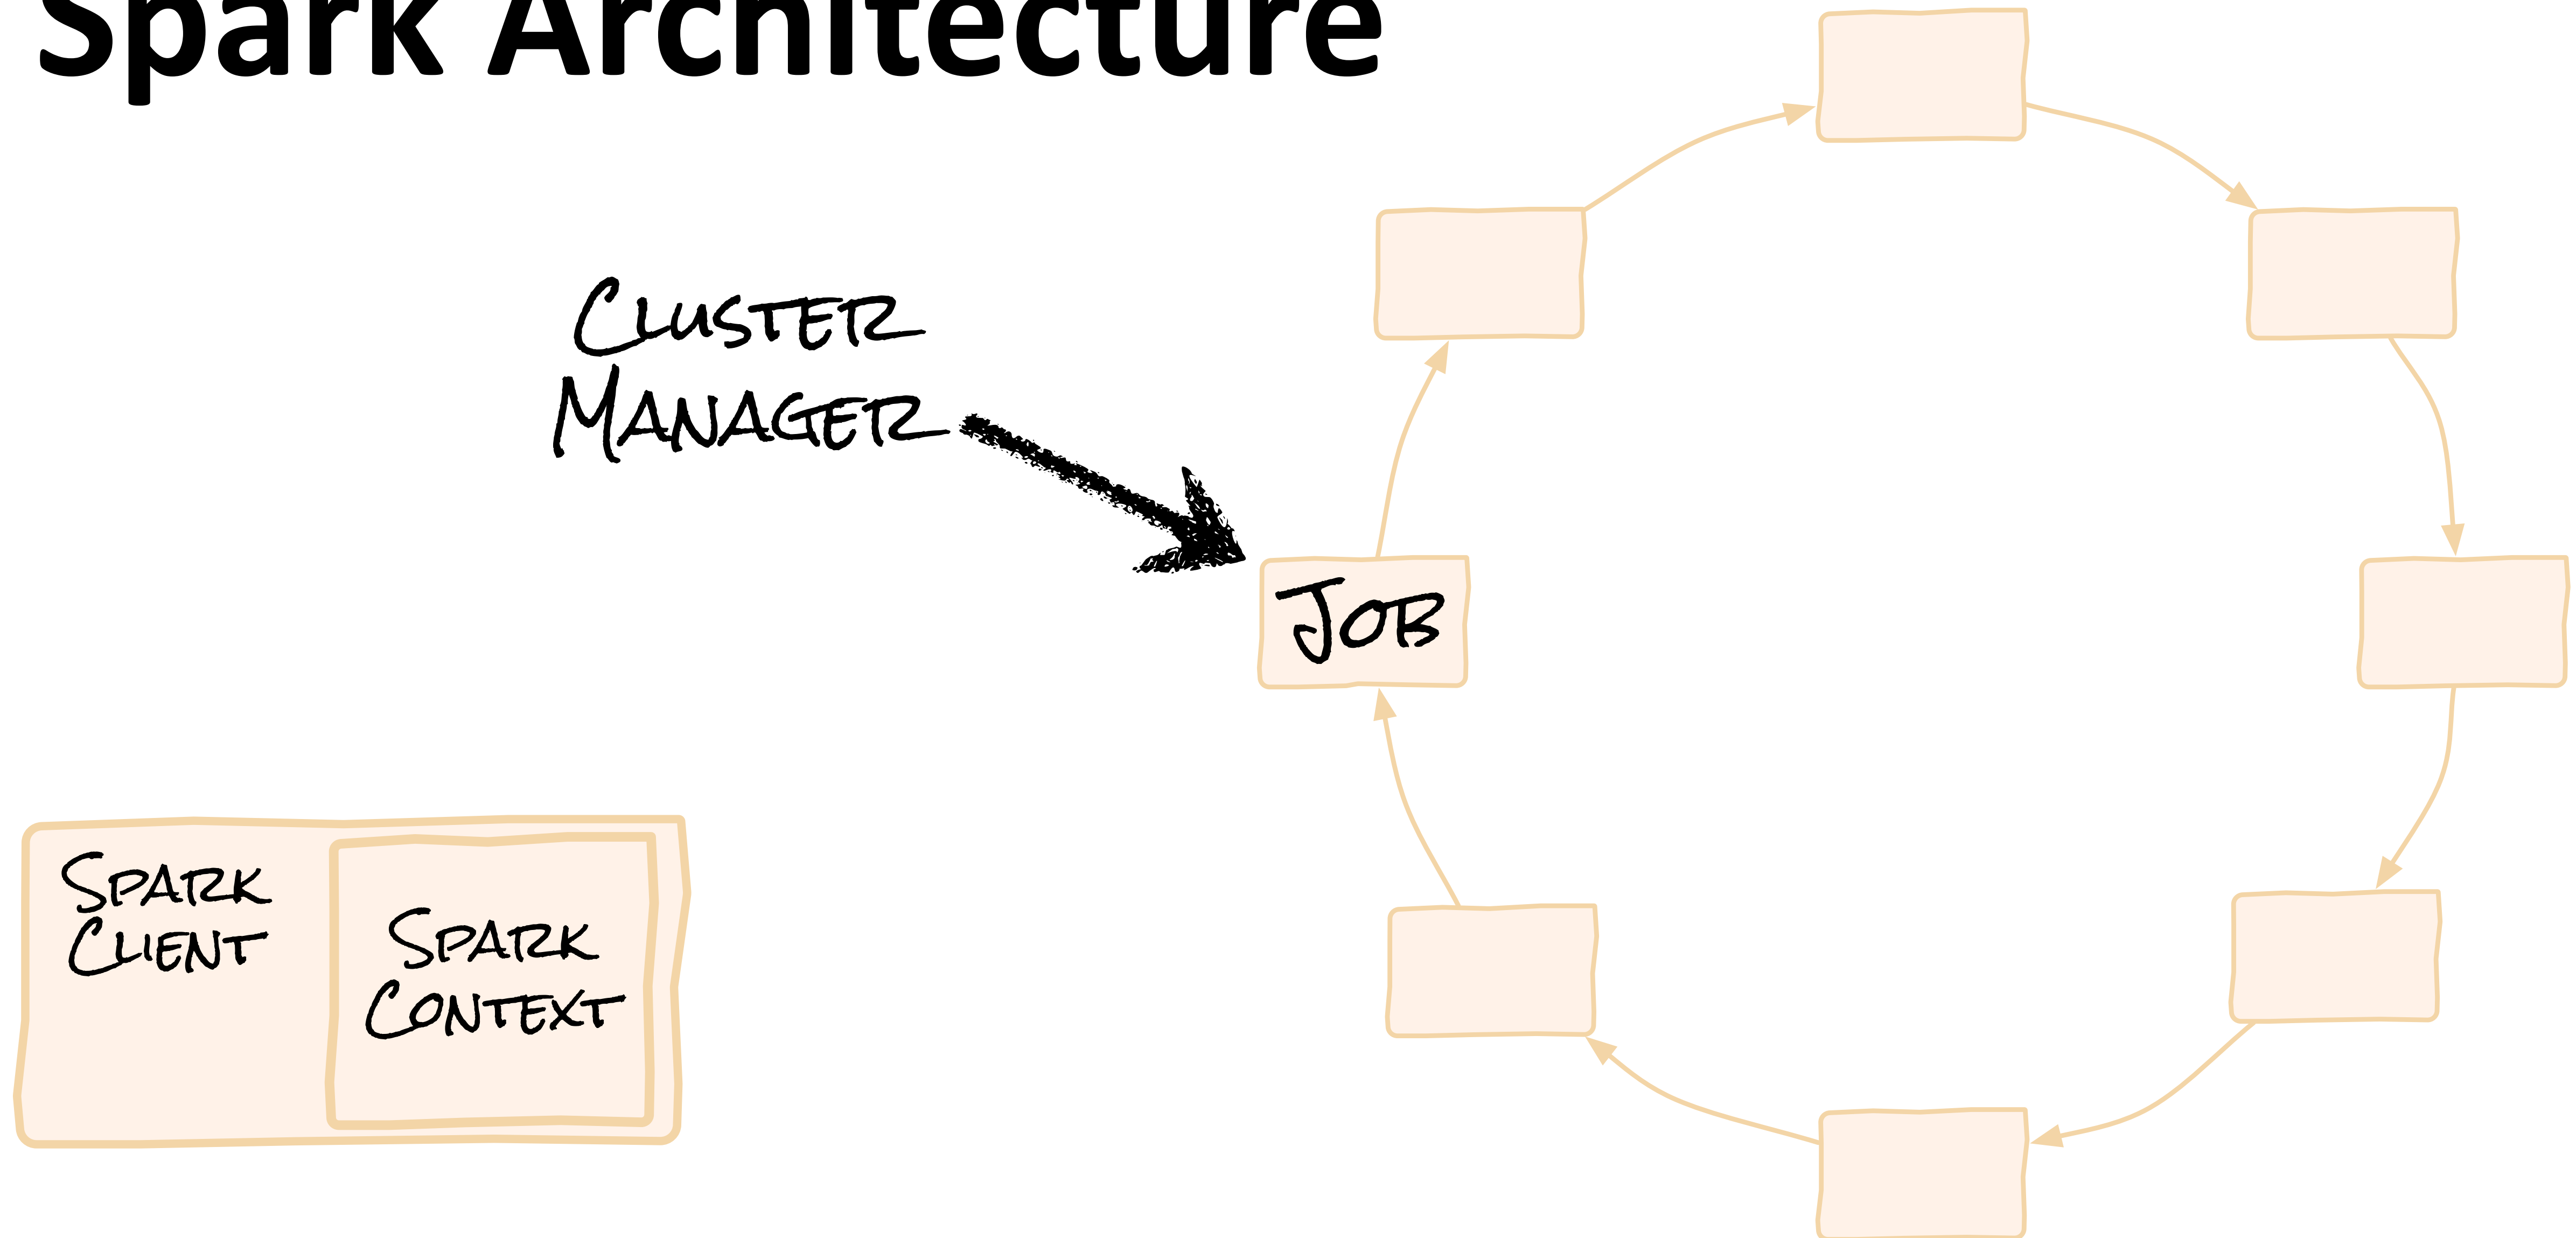 Spark Architecture
Cluster
Manager
Job
Spark
Client
Spark
Context